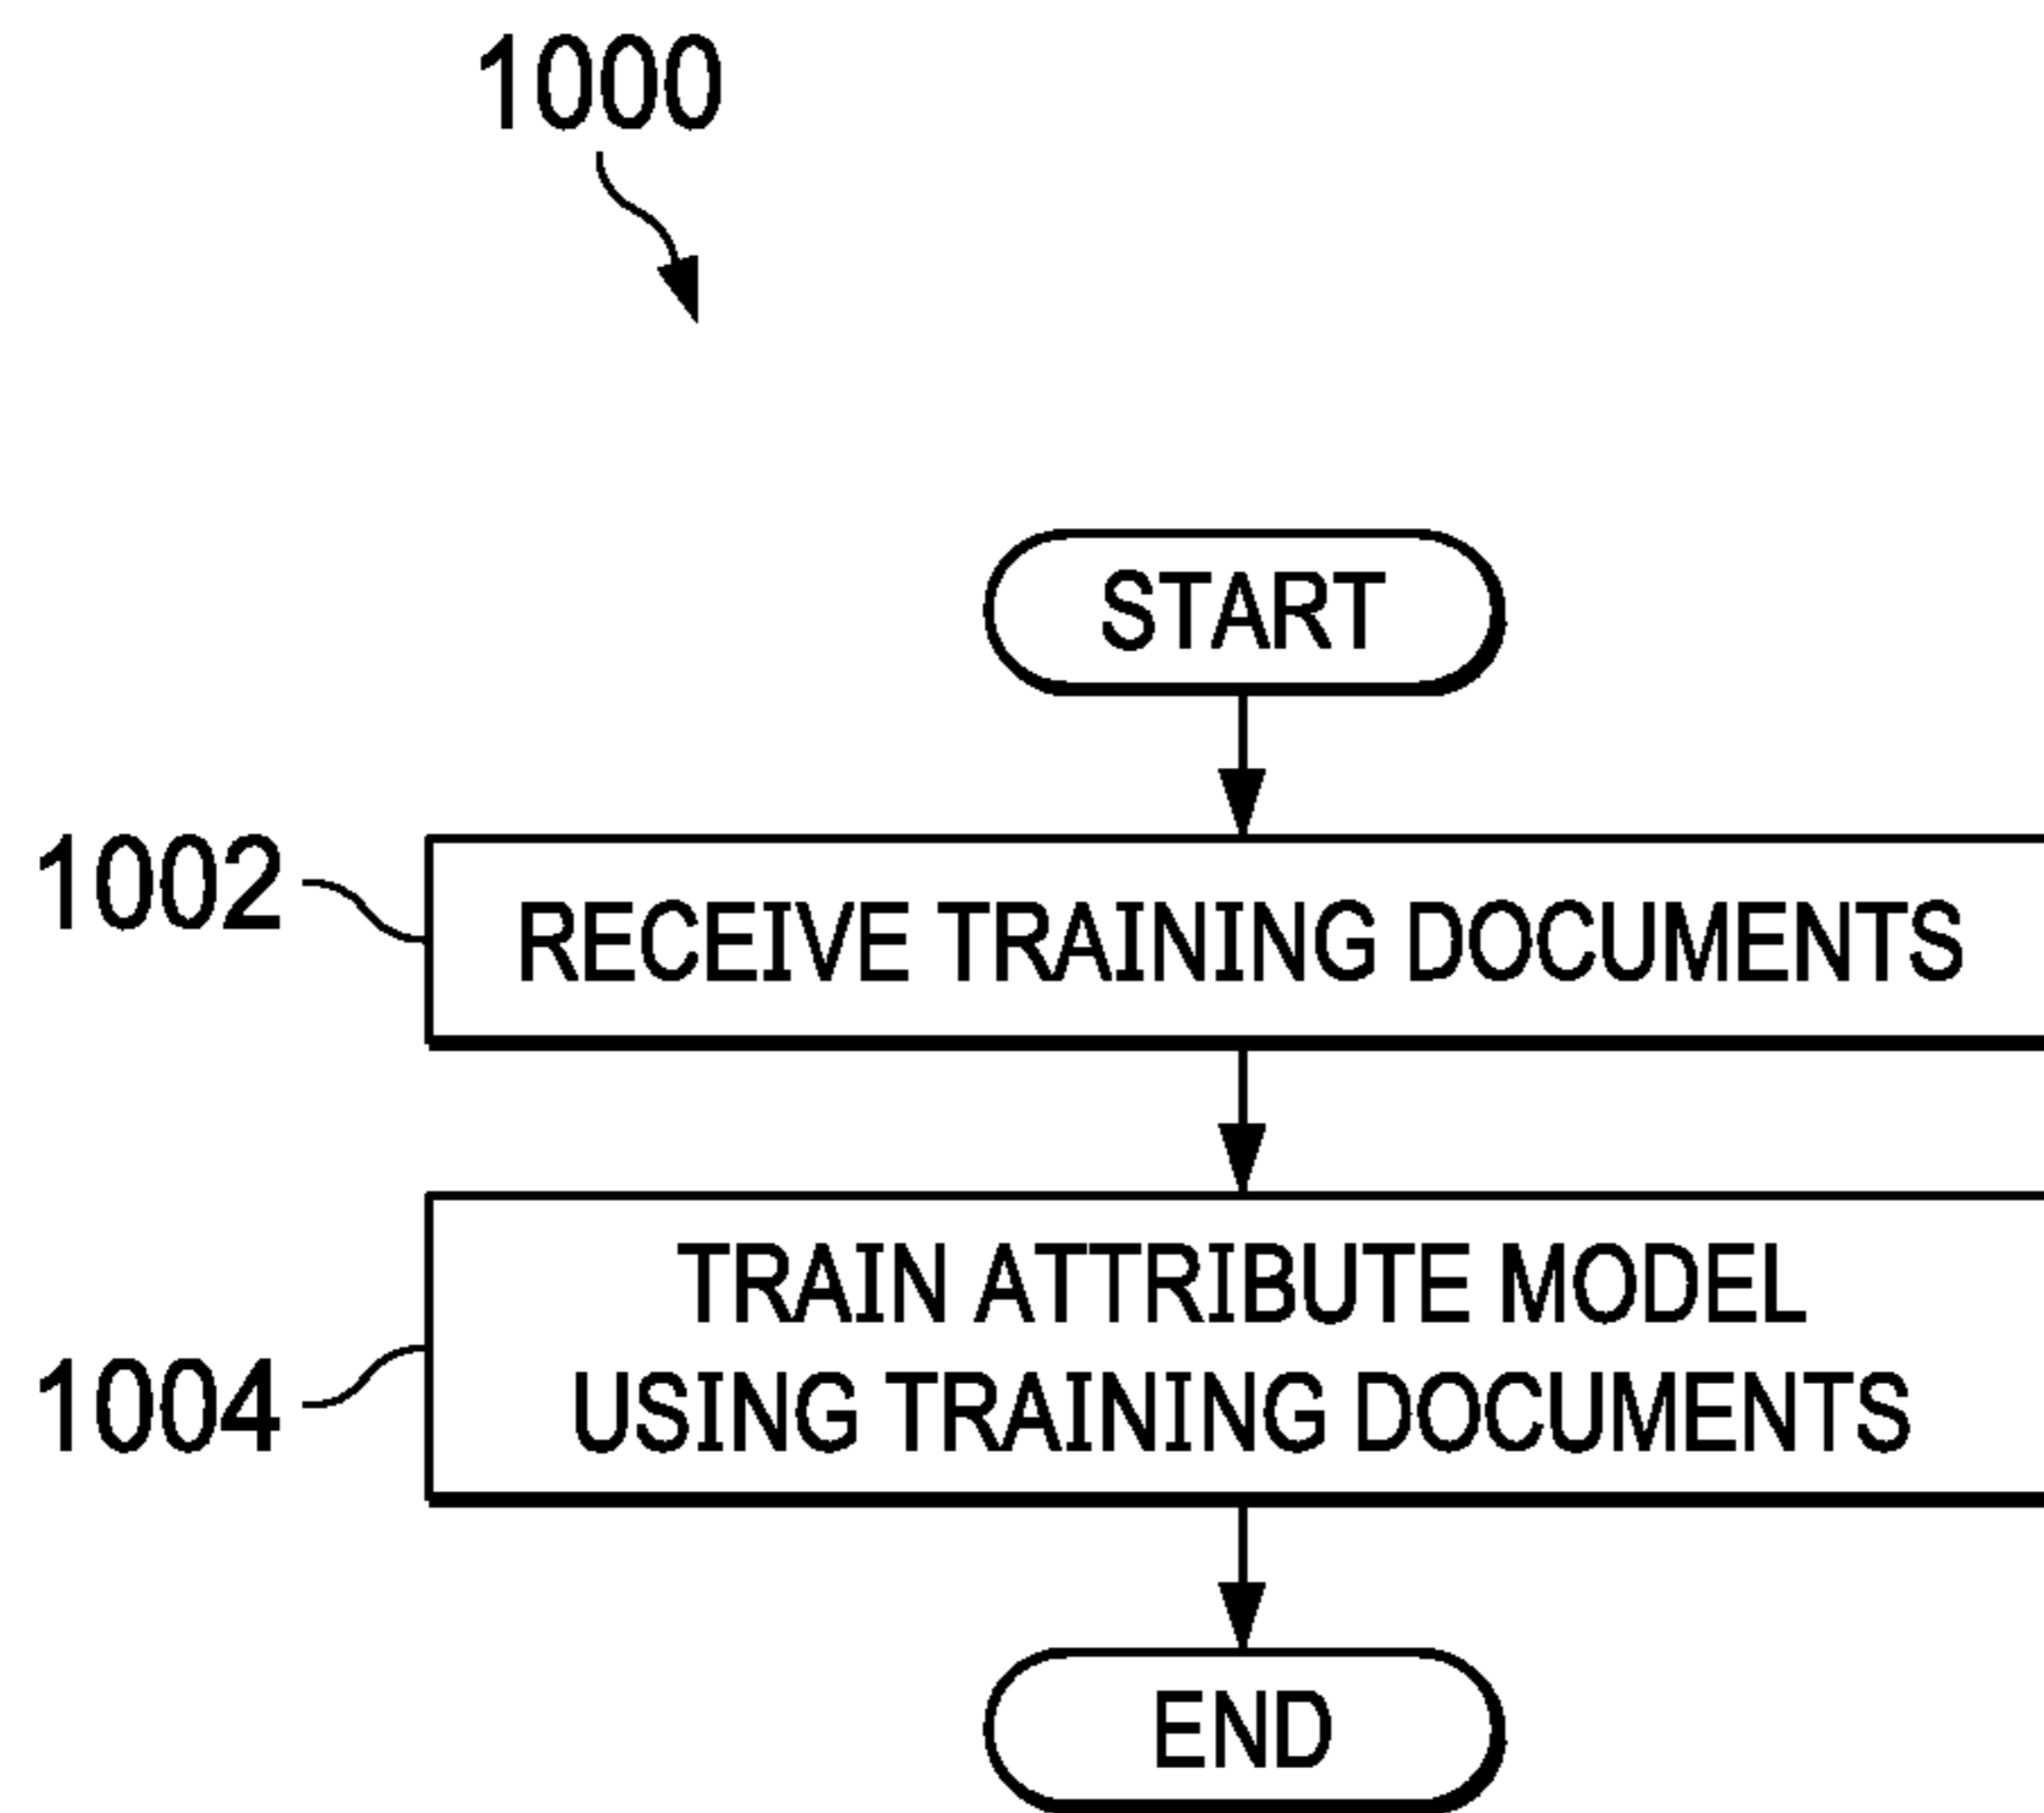 1000
START
1002
RECEIVE TRAINING DOCUMENTS
TRAIN ATTRIBUTE MODEL
1004
USING TRAINING DOCUMENTS
END